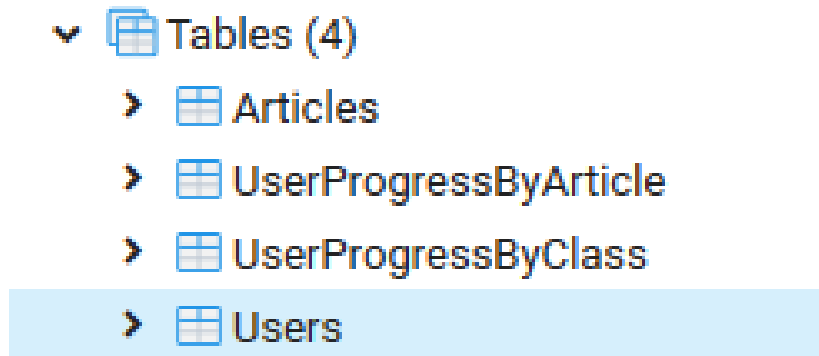 Tables (4)
Articles
UserProgressByArticle
UserProgressByClass
Users